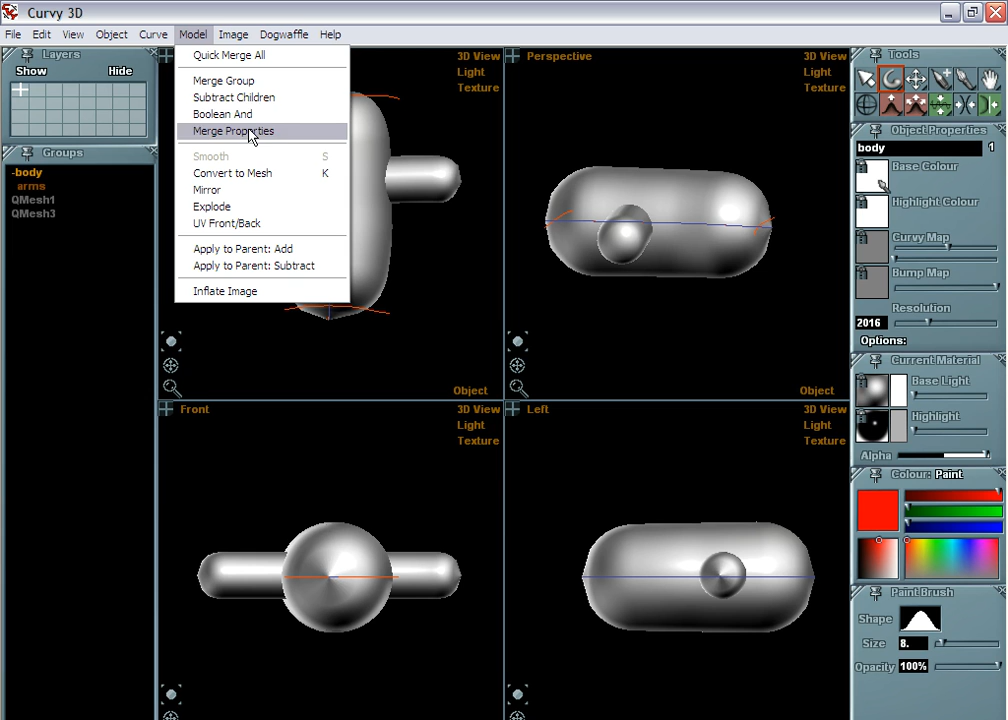 Curvy 3D
File Edit View Object Curve Model Image Dogwaffle Help
Layers
Show Hide
Groups
-body
arms
QMesh1
QMesh3
Quick Merge All
Merge Group
Subtract Children
Boolean And
Merge Properties
Smooth S
Convert to Mesh K
Mirror
Explode
UV Front/Back
Apply to Parent: Add
Apply to Parent: Subtract
Inflate Image
3D View
Light
Texture
Object
Perspective
3D View
Light
Texture
Object
Front
3D View
Light
Texture
Left
3D View
Light
Texture
Tools
Object Properties
body 1
Base Colour
Highlight Colour
Curvy Map
Bump Map
Resolution
2016
Options:
Current Material
Base Light
Highlight
Alpha
Colour: Paint
Paint Brush
Shape
Size 8.
Opacity 100%